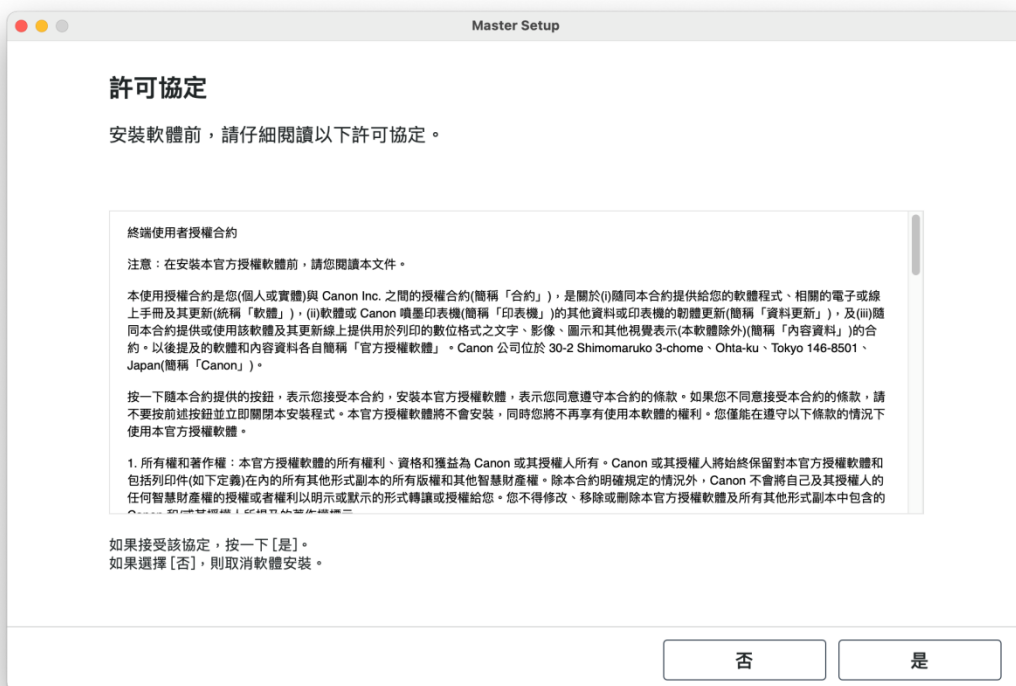 Master Setup
許可協定
安裝軟體前，請仔細閱讀以下許可協定。
終端使用者授權合約
注意：在安裝本官方授權軟體前，請您閱讀本文件。
本使用授權合約是您(個人或實體)與 Canon Inc. 之間的授權合約(簡稱「合約」)，是關於(i)隨同本合約提供給您的軟體程式、相關的電子或線
上手冊及其更新(統稱「軟體」)，(ii)軟體或 Canon 噴墨印表機(簡稱「印表機」)的其他資料或印表機的韌體更新(簡稱「資料更新」)，及(iii)隨
同本合約提供或使用該軟體及其更新線上提供用於列印的數位格式之文字、影像、圖示和其他視覺表示(本軟體除外)(簡稱「內容資料」)的合
約。以後提及的軟體和內容資料各自簡稱「官方授權軟體」。Canon 公司位於 30-2 Shimomaruko 3-chome、Ohta-ku、Tokyo 146-8501、
Japan(簡稱「Canon」)。
按一下隨本合約提供的按鈕，表示您接受本合約，安裝本官方授權軟體，表示您同意遵守本合約的條款。如果您不同意接受本合約的條款，請
不要按前述按鈕並立即關閉本安裝程式。本官方授權軟體將不會安裝，同時您將不再享有使用本軟體的權利。您僅能在遵守以下條款的情況下
使用本官方授權軟體。
1. 所有權和著作權：本官方授權軟體的所有權利、資格和獲益為 Canon 或其授權人所有。Canon 或其授權人將始終保留對本官方授權軟體和
包括列印件(如下定義)在內的所有其他形式副本的所有版權和其他智慧財產權。除本合約明確規定的情況外，Canon 不會將自己及其授權人的
任何智慧財產權的授權或者權利以明示或默示的形式轉讓或授權給您。您不得修改、移除或刪除本官方授權軟體及所有其他形式副本中包含的
Canon 和/或其授權人所提及的著作權標示
如果接受該協定，按一下 [是]。
如果選擇 [否]，則取消軟體安裝。
否
是